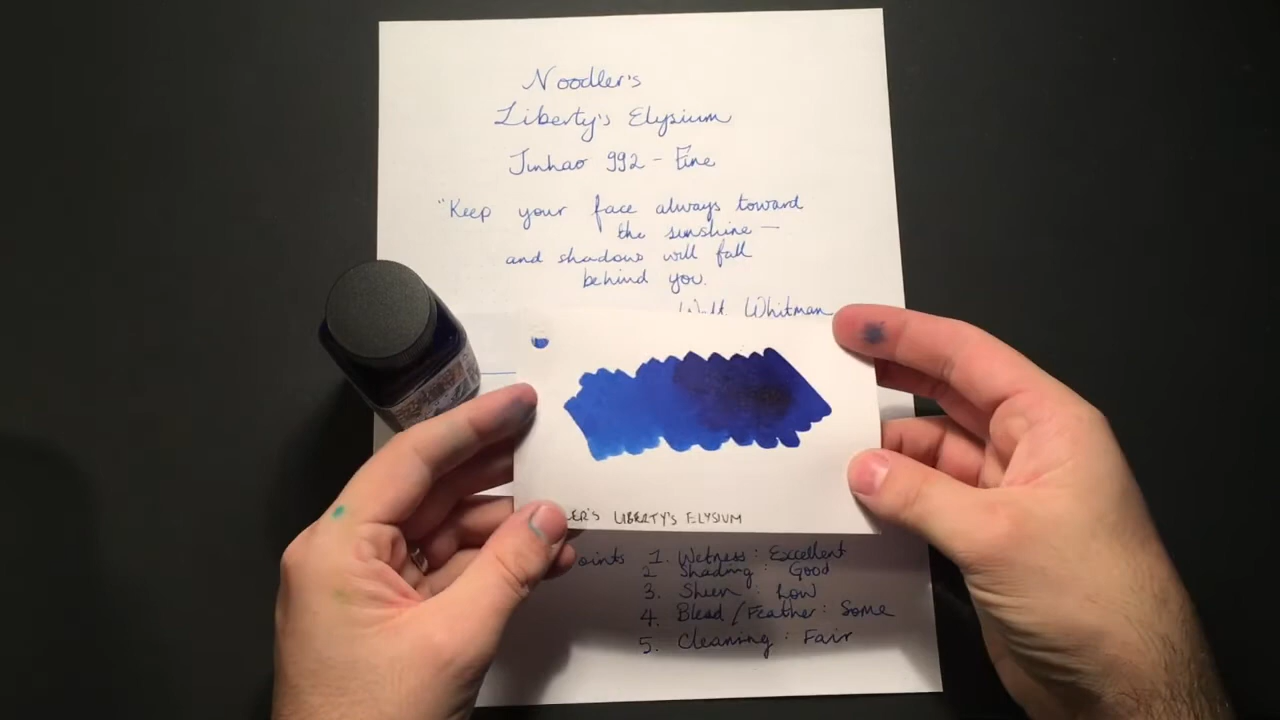 Noodler's
Liberty's Elysium
Jinhao 992 - Fine
"Keep your face always toward
the sunshine —
and shadows will fall
behind you.
Walt Whitman
LER'S LIBERTY'S ELYSIUM
oints 1. Wetness : Excellent
2 Shading : Good
3. Sheen : Low
4. Bleed / Feather : Some
5. Cleaning : Fair